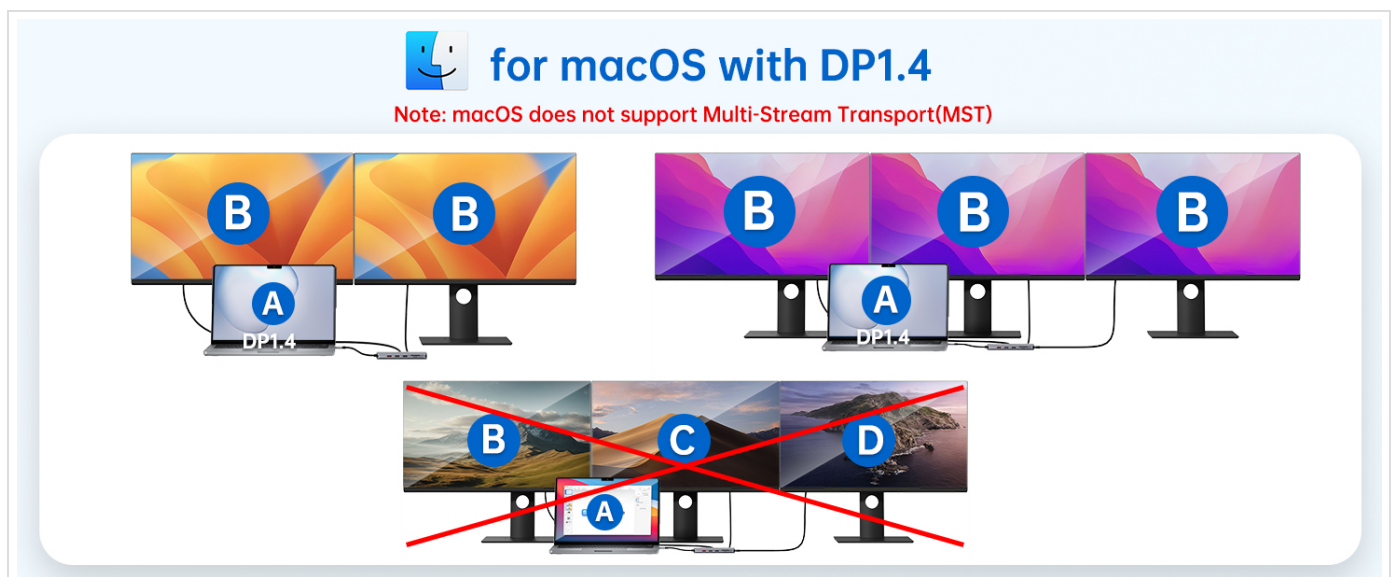 for macOS with DP1.4
Note: macOS does not support Multi-Stream Transport(MST)
B
B
A
DP1.4
B
B
B
A
DP1.4
B
C
D
A